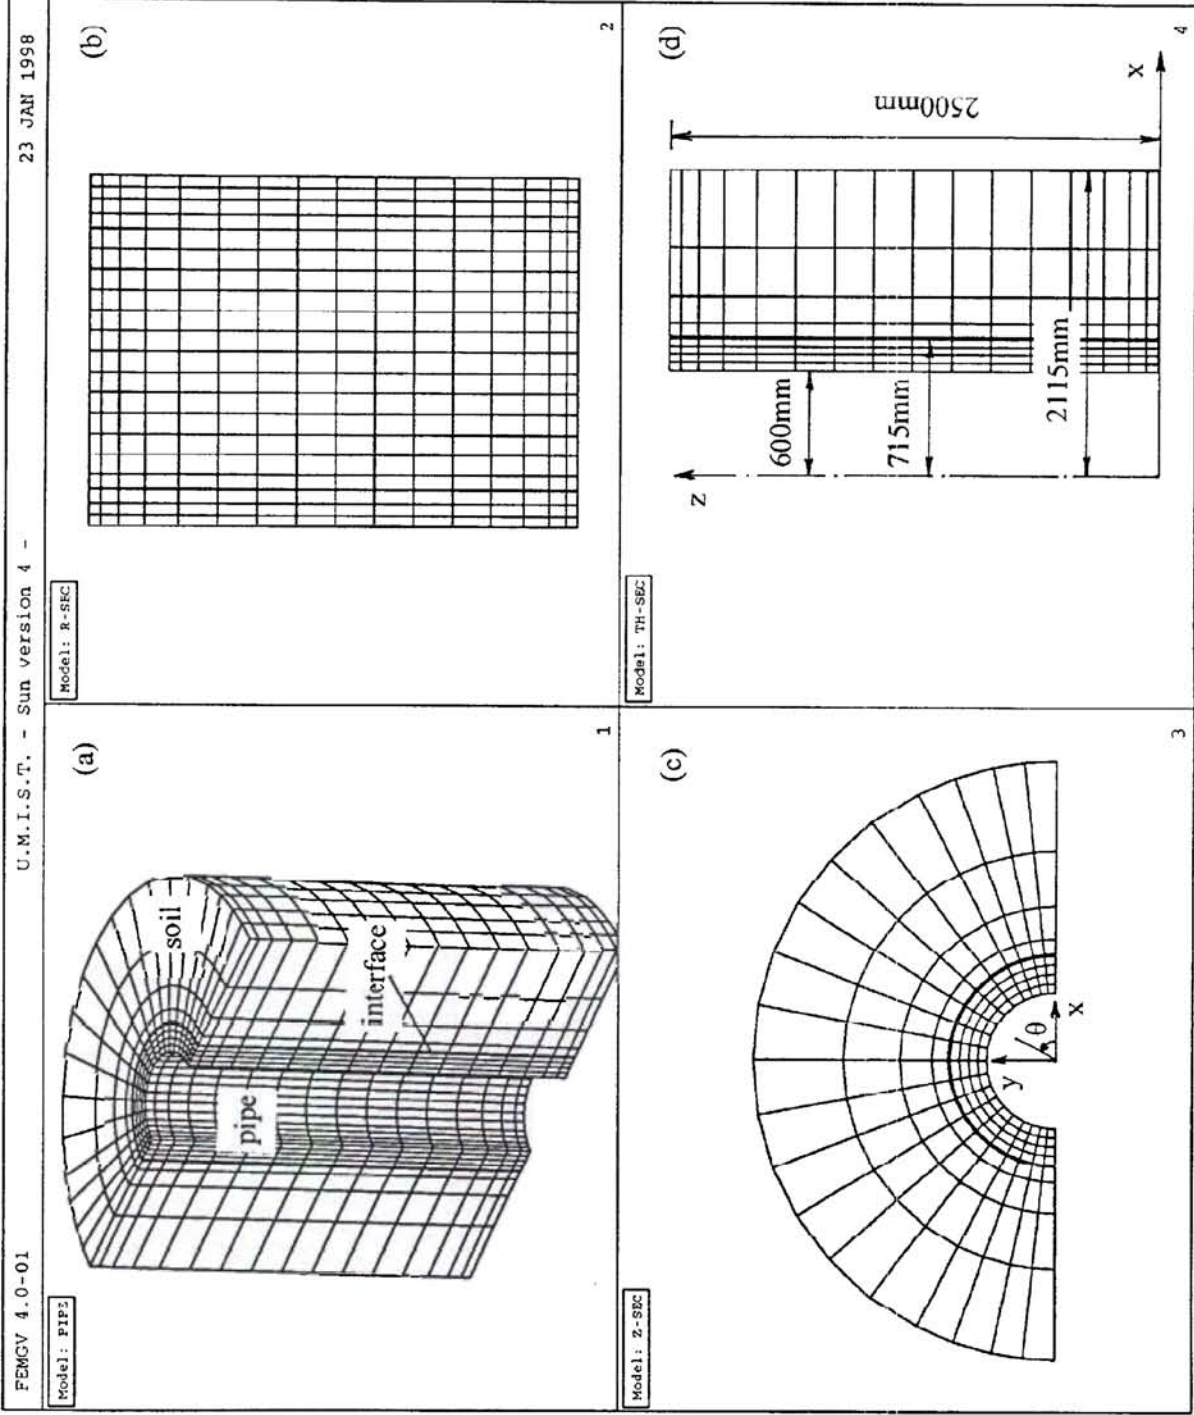 FEMGV 4.0-01
U.M.I.S.T. - Sun version 4 -
23 JAN 1998
Model: PIPE
(a)
soil
pipe
interface
1
Model: R-SEC
(b)
2
Model: Z-SEC
(c)
y
θ
x
3
Model: TH-SEC
(d)
z
600mm
715mm
2115mm
2500mm
x
4